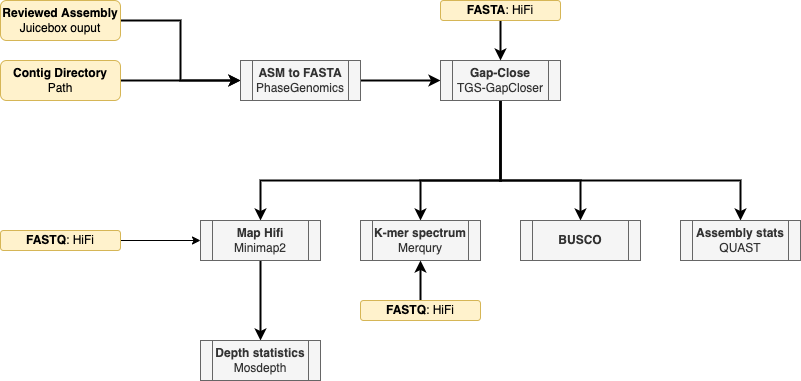 Reviewed Assembly
Juicebox ouput
FASTA: HiFi
Contig Directory
Path
ASM to FASTA
PhaseGenomics
Gap-Close
TGS-GapCloser
FASTQ: HiFi
Map Hifi
Minimap2
K-mer spectrum
Merqury
BUSCO
Assembly stats
QUAST
FASTQ: HiFi
Depth statistics
Mosdepth